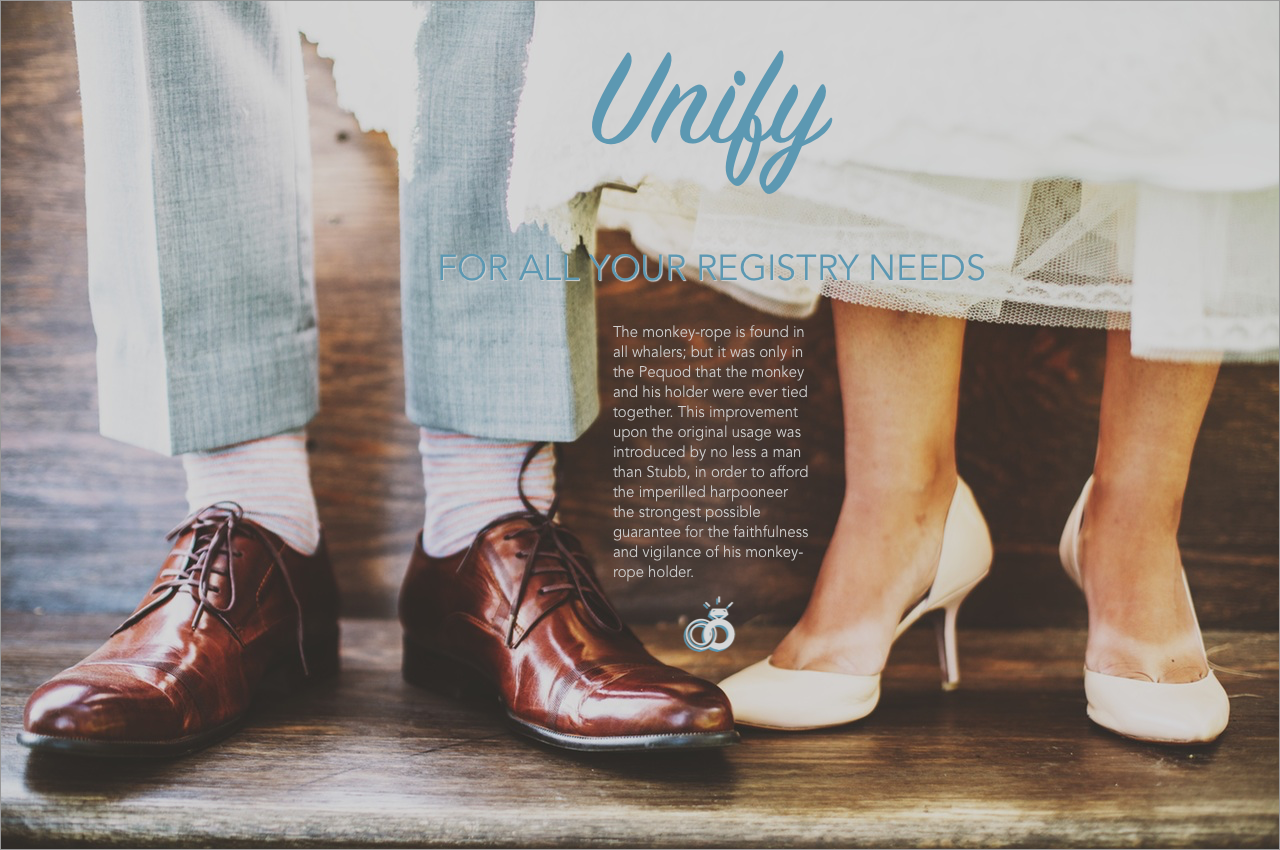 Unify
FOR ALL YOUR REGISTRY NEEDS
The monkey-rope is found in
all whalers; but it was only in
the Pequod that the monkey
and his holder were ever tied
together. This improvement
upon the original usage was
introduced by no less a man
than Stubb, in order to afford
the imperilled harpooneer
the strongest possible
guarantee for the faithfulness
and vigilance of his monkey-
rope holder.